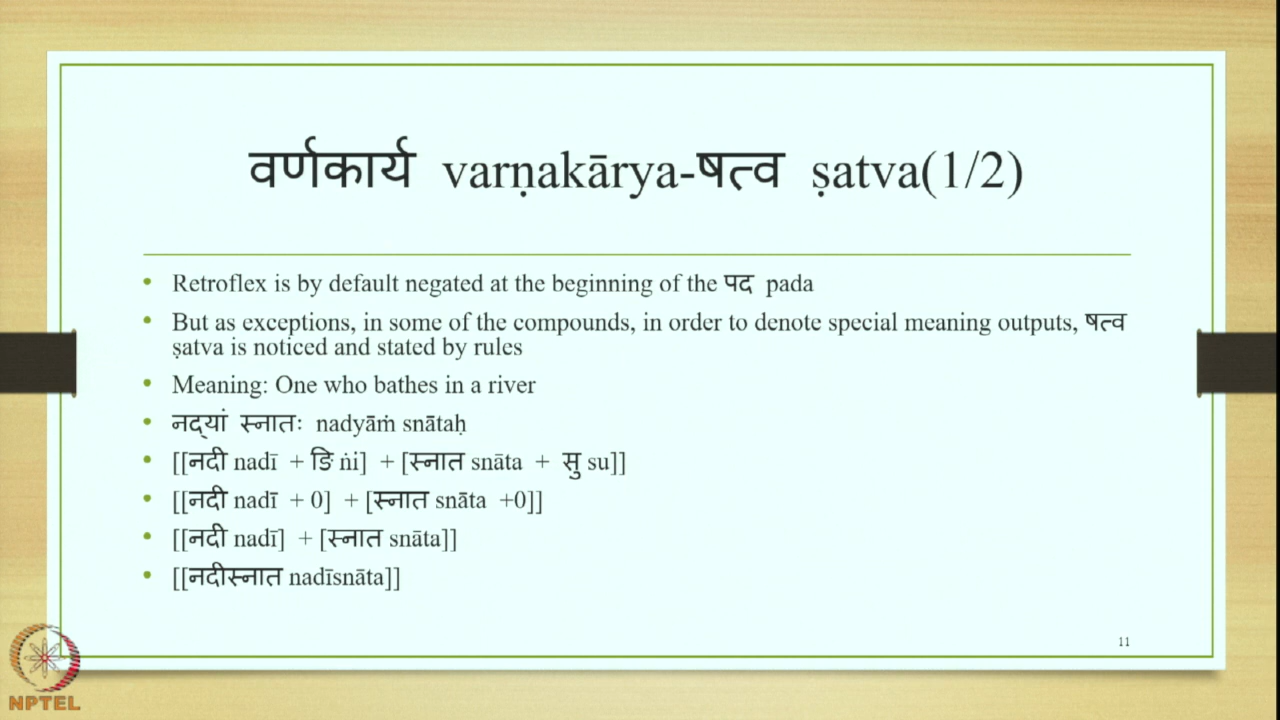 वर्णकार्य varṇakārya-षत्व ṣatva(1/2)
• Retroflex is by default negated at the beginning of the पद pada
• But as exceptions, in some of the compounds, in order to denote special meaning outputs, षत्व
ṣatva is noticed and stated by rules
• Meaning: One who bathes in a river
• नद्‌यां स्नातः nadyāṁ snātaḥ
• [[नदी nadī + ङि ṅi] + [स्नात snāta + सु su]]
• [[नदी nadī + 0] + [स्नात snāta +0]]
• [[नदी nadī] + [स्नात snāta]]
• [[नदीस्नात nadīsnāta]]
11
NPTEL